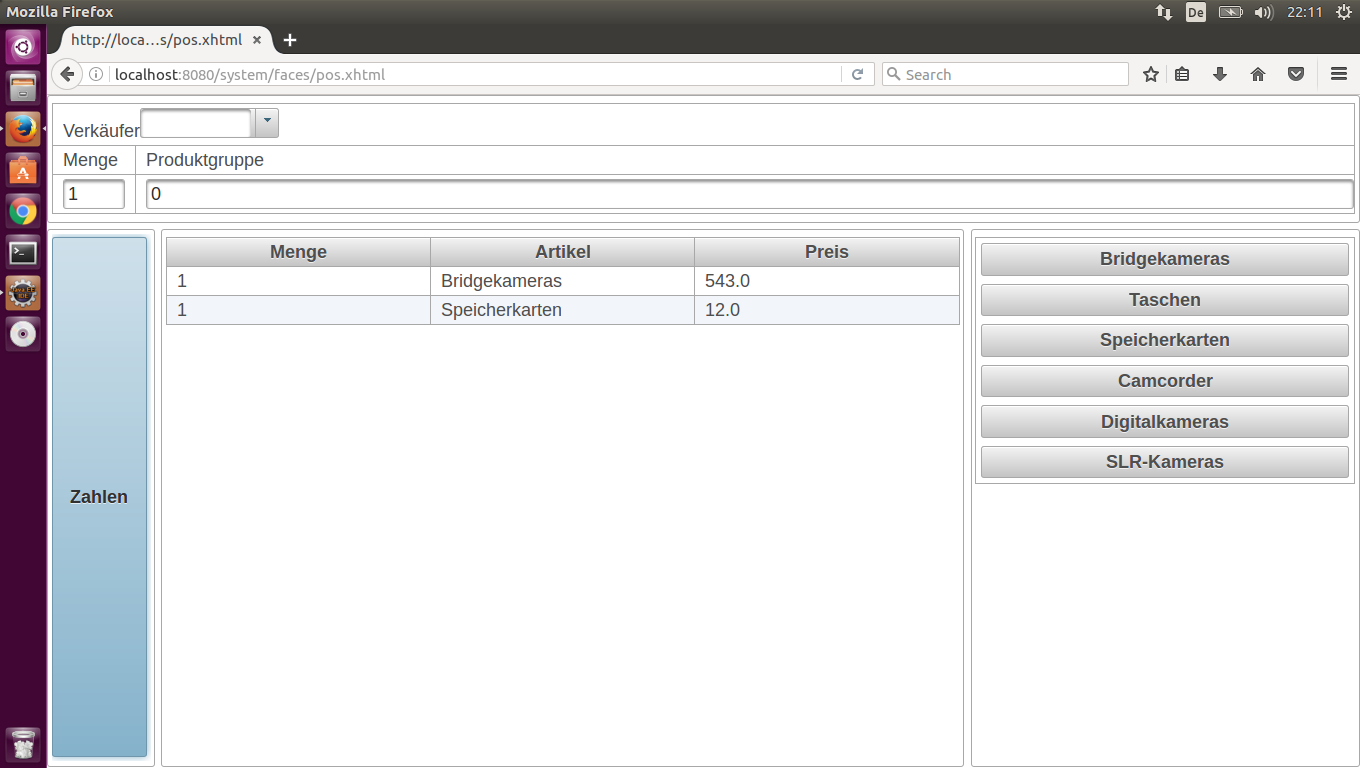 Mozilla Firefox
De
22:11
http://loca...s/pos.xhtml
localhost:8080/system/faces/pos.xhtml
Search
Verkäufer
Menge Produktgruppe
1 0
Zahlen
Menge Artikel Preis
1 Bridgekameras 543.0
1 Speicherkarten 12.0
Bridgekameras
Taschen
Speicherkarten
Camcorder
Digitalkameras
SLR-Kameras